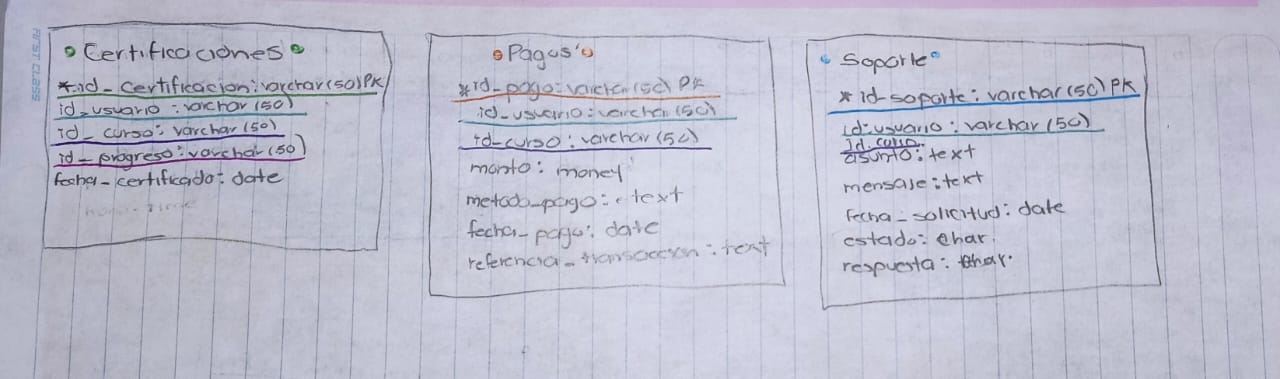 FIRST CLASS
Certificaciones
*id_certificacion: varchar(50)PK
id_usuario: varchar(50)
id_curso: varchar(50)
id_progreso: varchar(50)
fecha_certificado: date
Pagos
*id_pago: varchar(50) PK
id_usuario: varchar(50)
id_curso: varchar(50)
monto: money
metodo_pago: text
fecha_pago: date
referencia_transaccion: text
Soporte
* id-soporte: varchar(50) PK
id_usuario: varchar(50)
id_curso
asunto: text
mensaje: text
fecha_solicitud: date
estado: char.
respuesta: char.